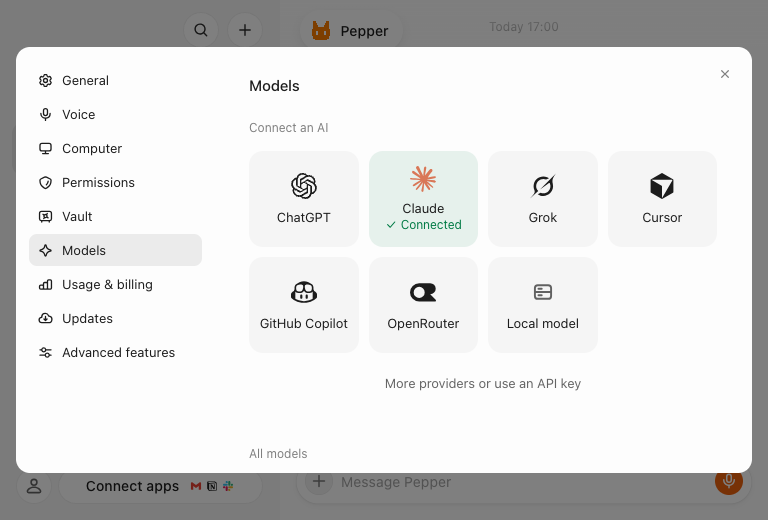 Pepper
Today 17:00
General
Voice
Computer
Permissions
Vault
Models
Usage & billing
Updates
Advanced features
Models
Connect an AI
ChatGPT
Claude
Connected
Grok
Cursor
GitHub Copilot
OpenRouter
Local model
More providers or use an API key
All models
Connect apps
Message Pepper